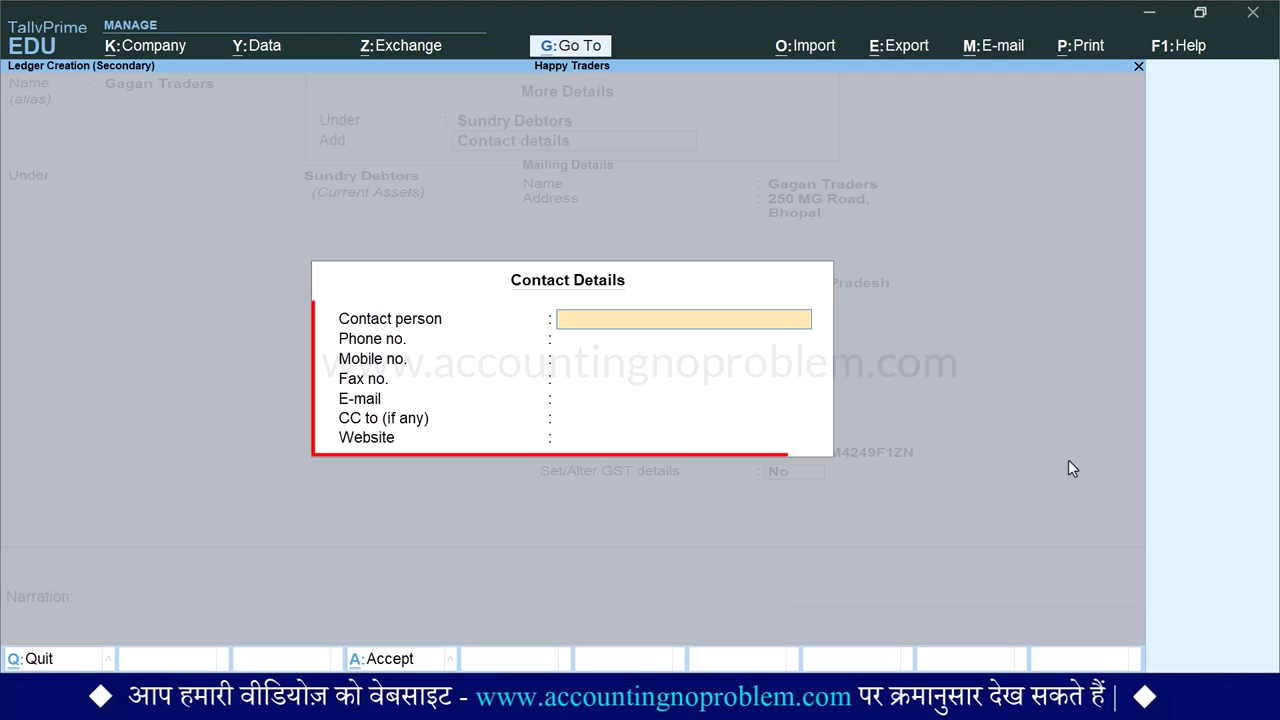 TallyPrime
MANAGE
EDU
K:Company Y:Data Z:Exchange G:Go To O:Import E:Export M:E-mail P:Print F1:Help
Ledger Creation (Secondary) Happy Traders
Name : Gagan Traders
(alias) :
More Details
Under : Sundry Debtors
Add : Contact details
Mailing Details
Under : Sundry Debtors
(Current Assets)
Name : Gagan Traders
Address : 250 MG Road,
Bhopal
Pradesh
Contact Details
Contact person :
Phone no. :
Mobile no. :
www.accountingnoproblem.com
Fax no. :
E-mail :
CC to (if any) :
Website :
M4249F1ZN
Set/Alter GST details : No
Narration:
Q:Quit ^ A:Accept ^
आप हमारी वीडियोज़ को वेबसाइट - www.accountingnoproblem.com पर क्रमानुसार देख सकते हैं |